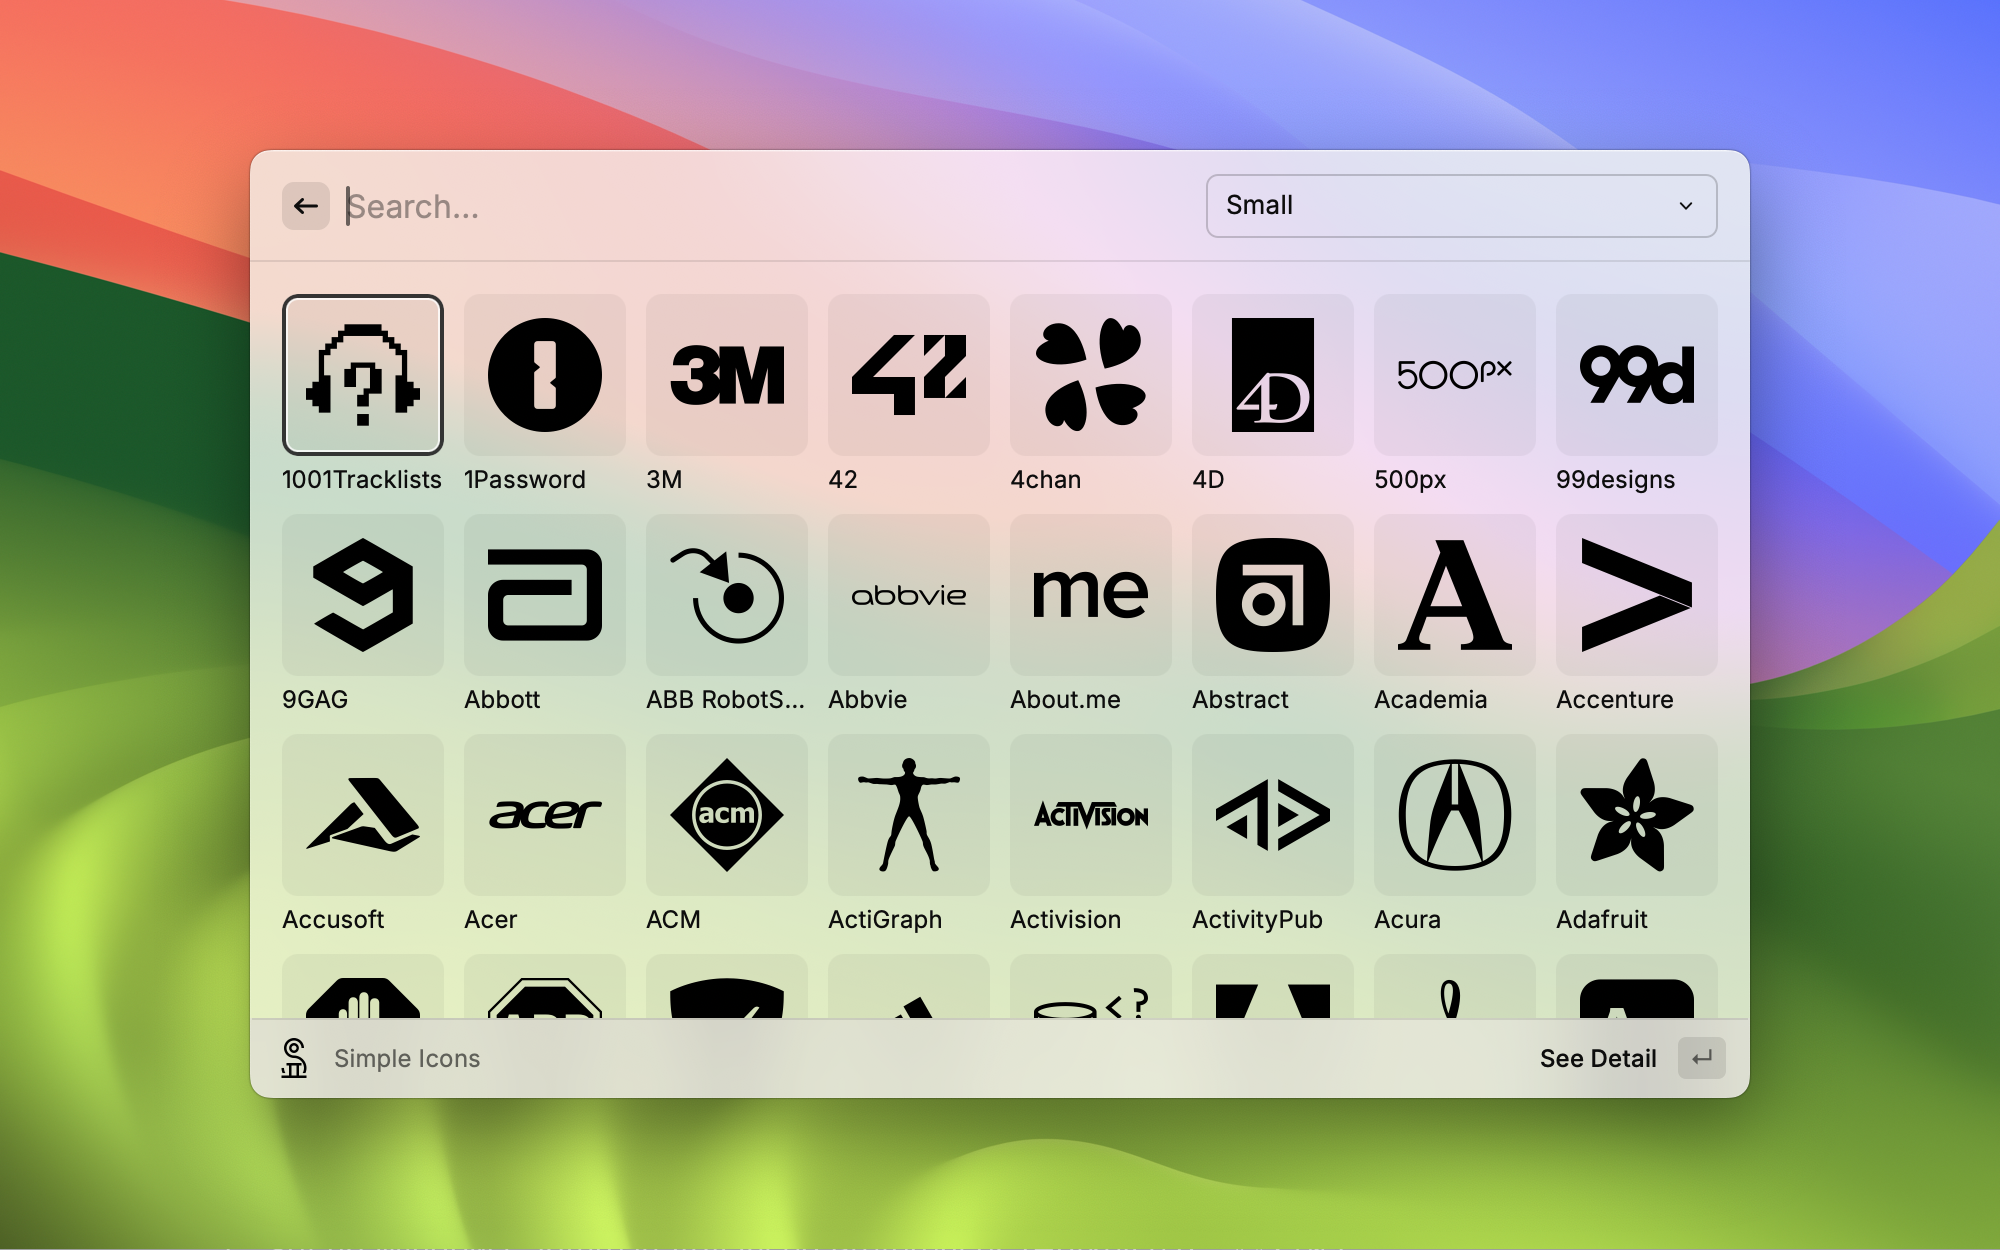 Search...
Small
3M
42
4D
500px
99d
1001Tracklists
1Password
3M
42
4chan
4D
500px
99designs
abbvie
me
A
9GAG
Abbott
ABB RobotS...
Abbvie
About.me
Abstract
Academia
Accenture
acer
acm
ACTIVISION
Accusoft
Acer
ACM
ActiGraph
Activision
ActivityPub
Acura
Adafruit
Simple Icons
See Detail